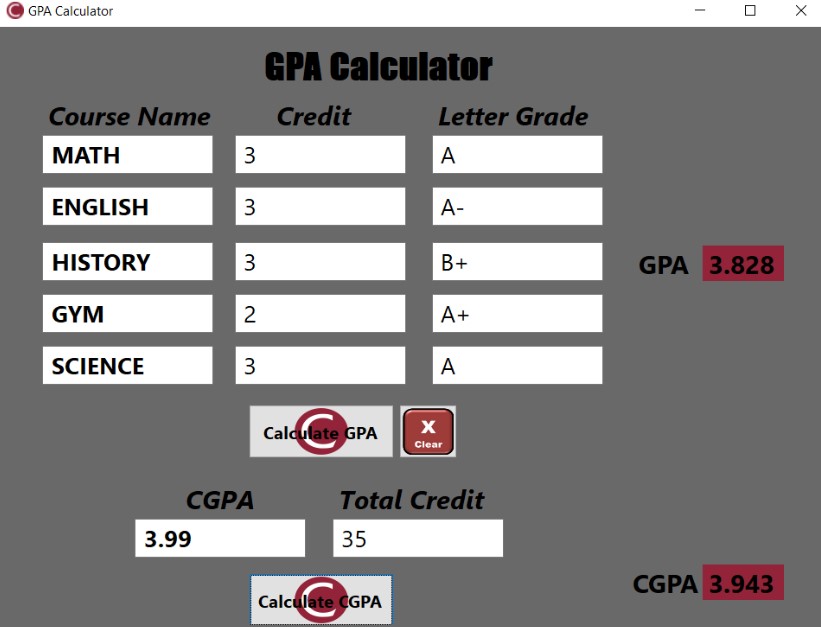 GPA Calculator
GPA Calculator
Course Name Credit Letter Grade
MATH 3 A
ENGLISH 3 A-
HISTORY 3 B+ GPA 3.828
GYM 2 A+
SCIENCE 3 A
Calculate GPA X
Clear
CGPA Total Credit
3.99 35
CGPA 3.943
Calculate CGPA